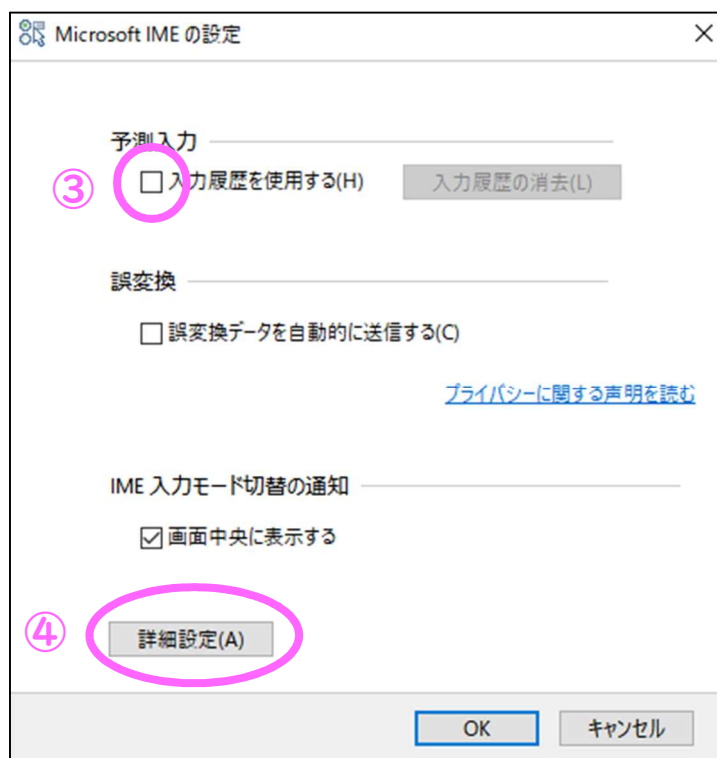 Microsoft IME の設定
予測入力
③ 入力履歴を使用する(H) 入力履歴の消去(L)
誤変換
誤変換データを自動的に送信する(C)
プライバシーに関する声明を読む
IME 入力モード切替の通知
画面中央に表示する
④ 詳細設定(A)
OK キャンセル